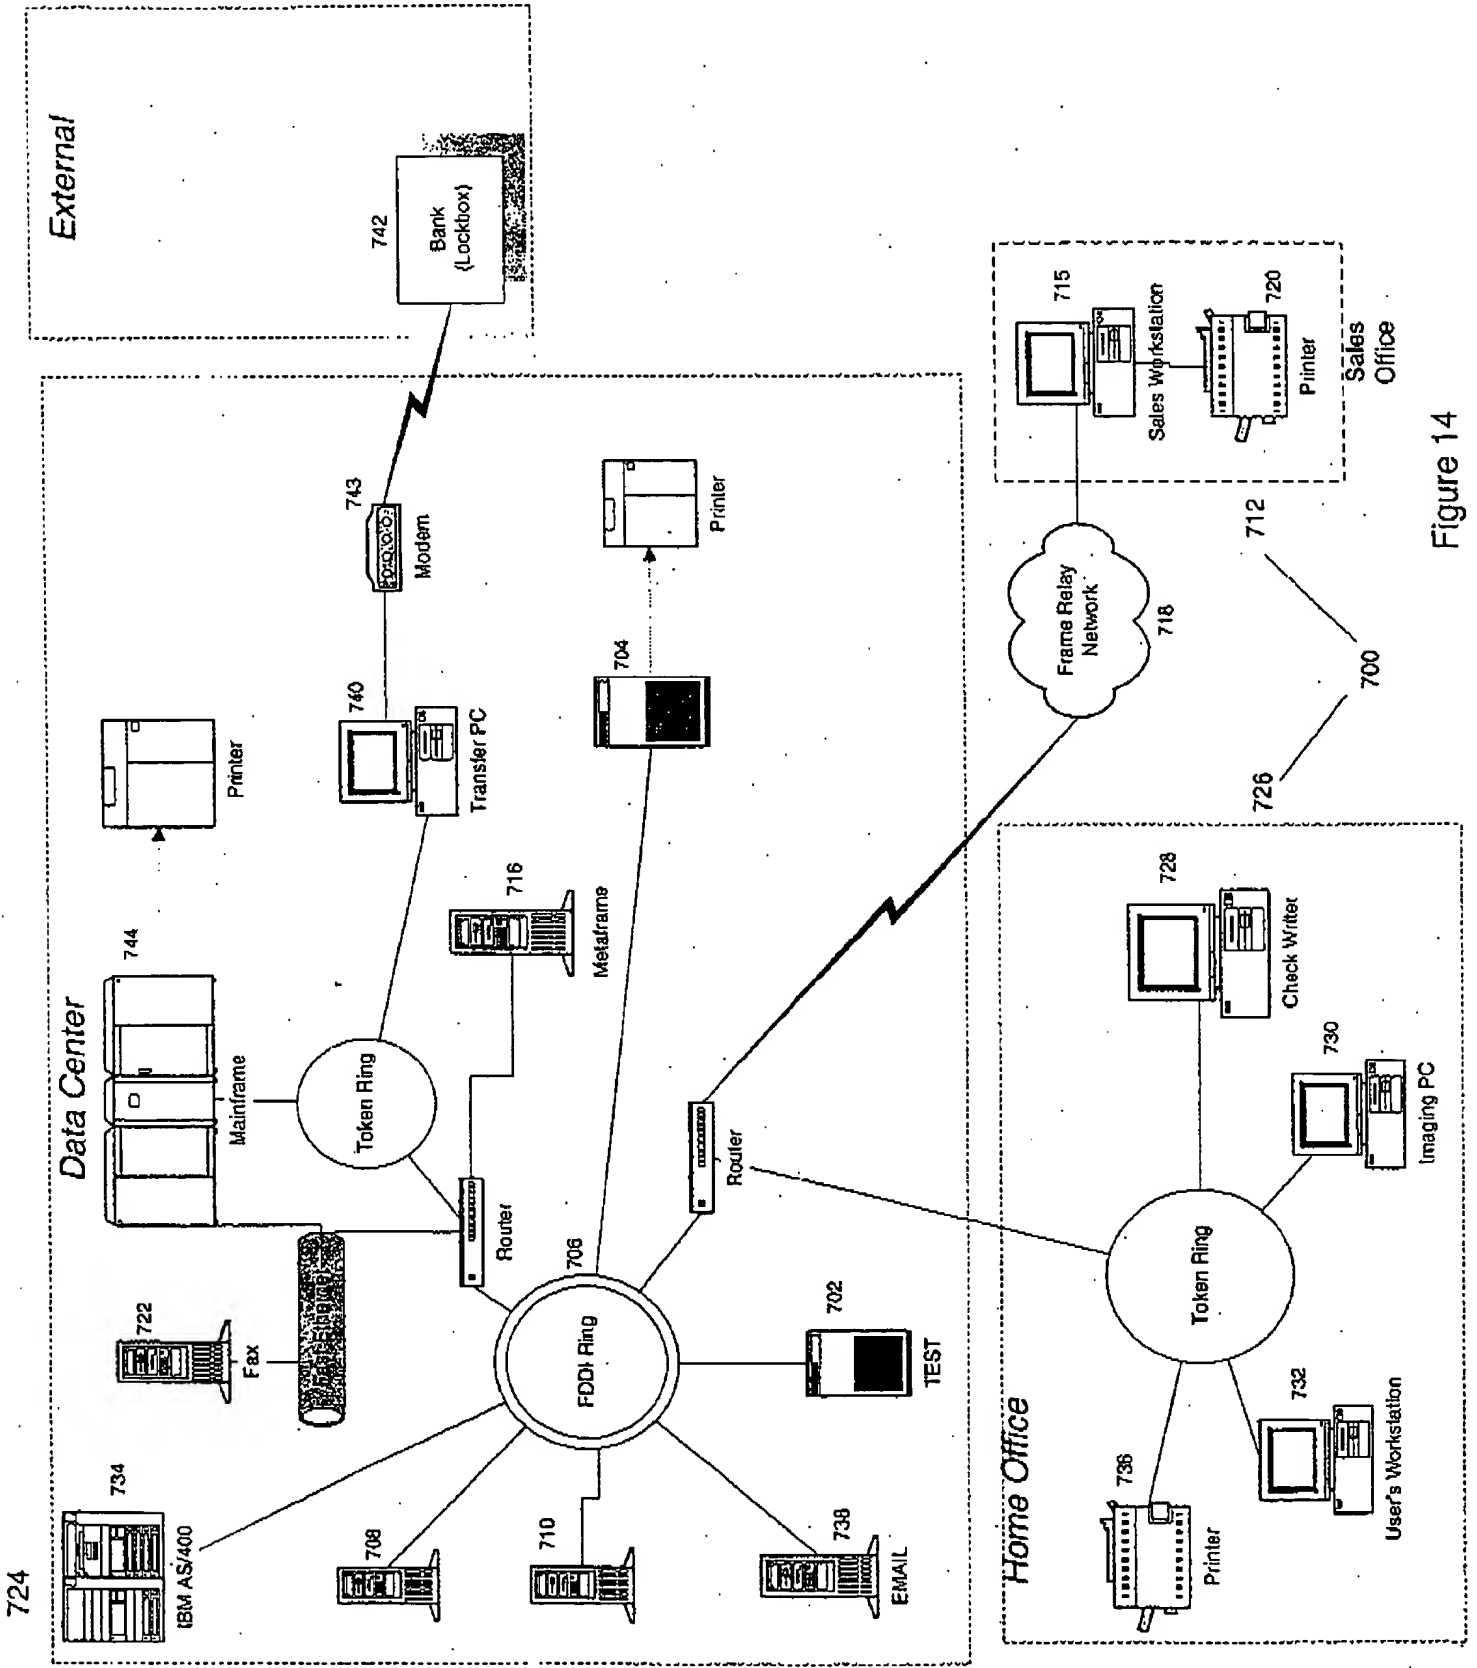 724
Data Center
External
734
IBM AS/400
722
Fax
744
Mainframe
Printer
742
Bank
(Lockbox)
Fast Ethernet
Token Ring
740
Transfer PC
743
Modem
708
Router
716
Metaframe
710
706
FDDI Ring
704
Printer
738
EMAIL
702
TEST
Router
Home Office
736
Printer
732
User's Workstation
Token Ring
728
Check Writter
730
Imaging PC
Frame Relay
Network
718
715
Sales Workstation
720
Printer
Sales
Office
726
700
712
Figure 14